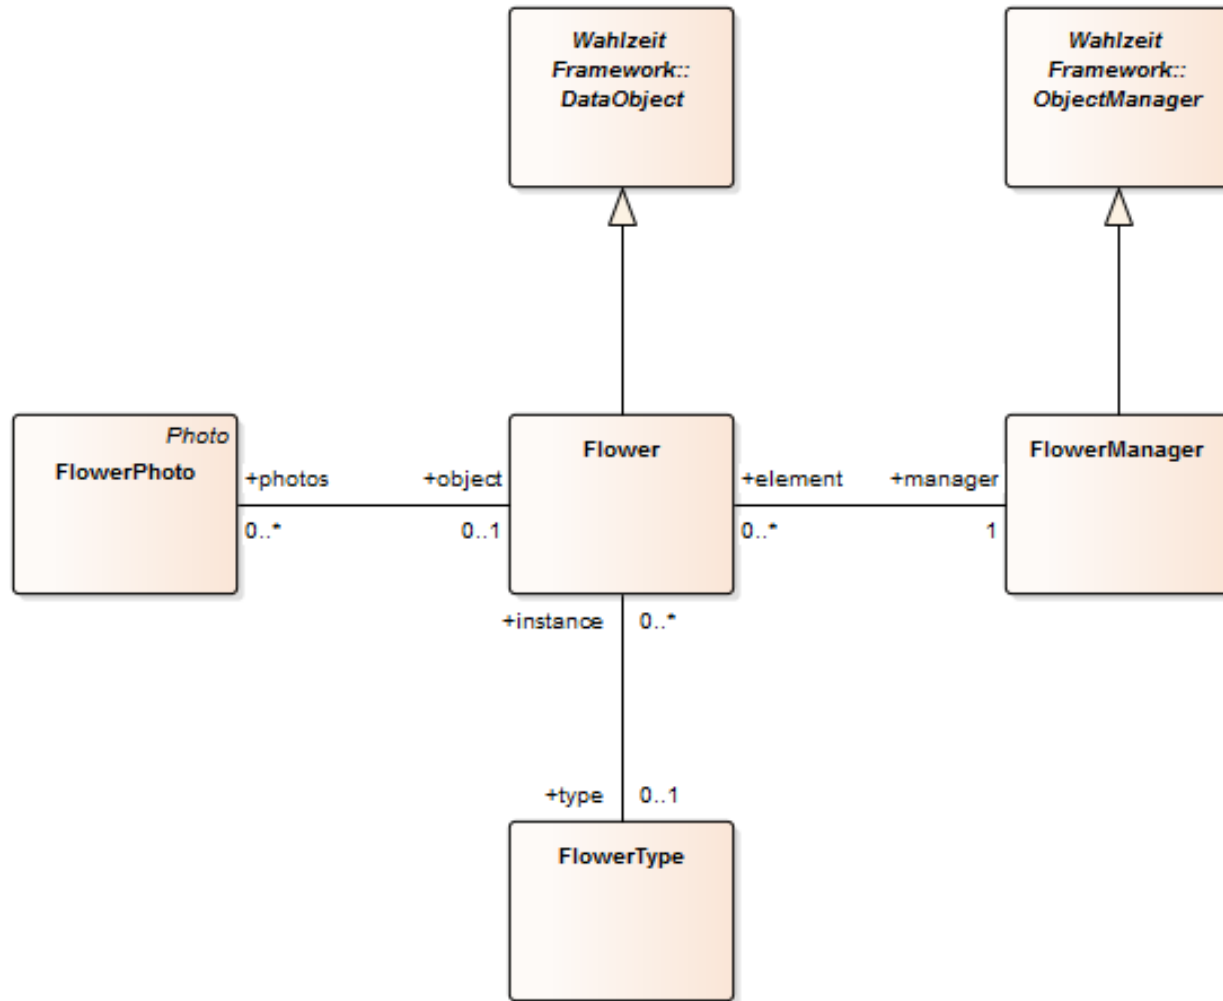 Wahlzeit
Framework::
DataObject
Wahlzeit
Framework::
ObjectManager
Photo
FlowerPhoto
+photos
0..*
+object
0..1
Flower
+element
0..*
+manager
1
FlowerManager
+instance
0..*
+type
0..1
FlowerType